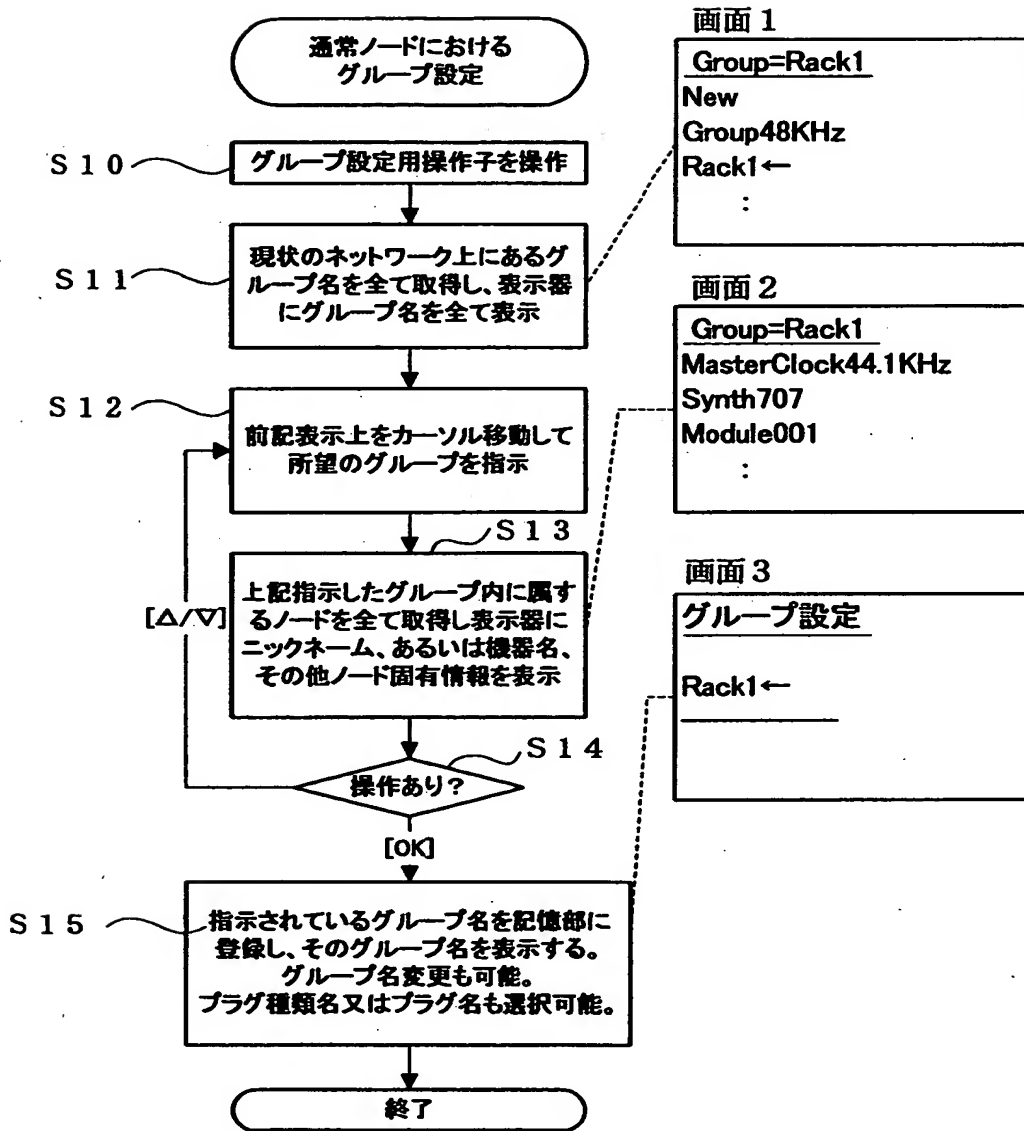 通常ノードにおける
グループ設定
S10
グループ設定用操作子を操作
S11
現状のネットワーク上にあるグ
ループ名を全て取得し、表示器
にグループ名を全て表示
S12
前記表示上をカーソル移動して
所望のグループを指示
S13
上記指示したグループ内に属す
るノードを全て取得し表示器に
ニックネーム、あるいは機器名、
その他ノード固有情報を表示
[△/▽]
S14
操作あり?
[OK]
S15
指示されているグループ名を記憶部に
登録し、そのグループ名を表示する。
グループ名変更も可能。
プラグ種類名又はプラグ名も選択可能。
終了
画面1
Group=Rack1
New
Group48KHz
Rack1←
:
画面2
Group=Rack1
MasterClock44.1KHz
Synth707
Module001
:
画面3
グループ設定
Rack1←